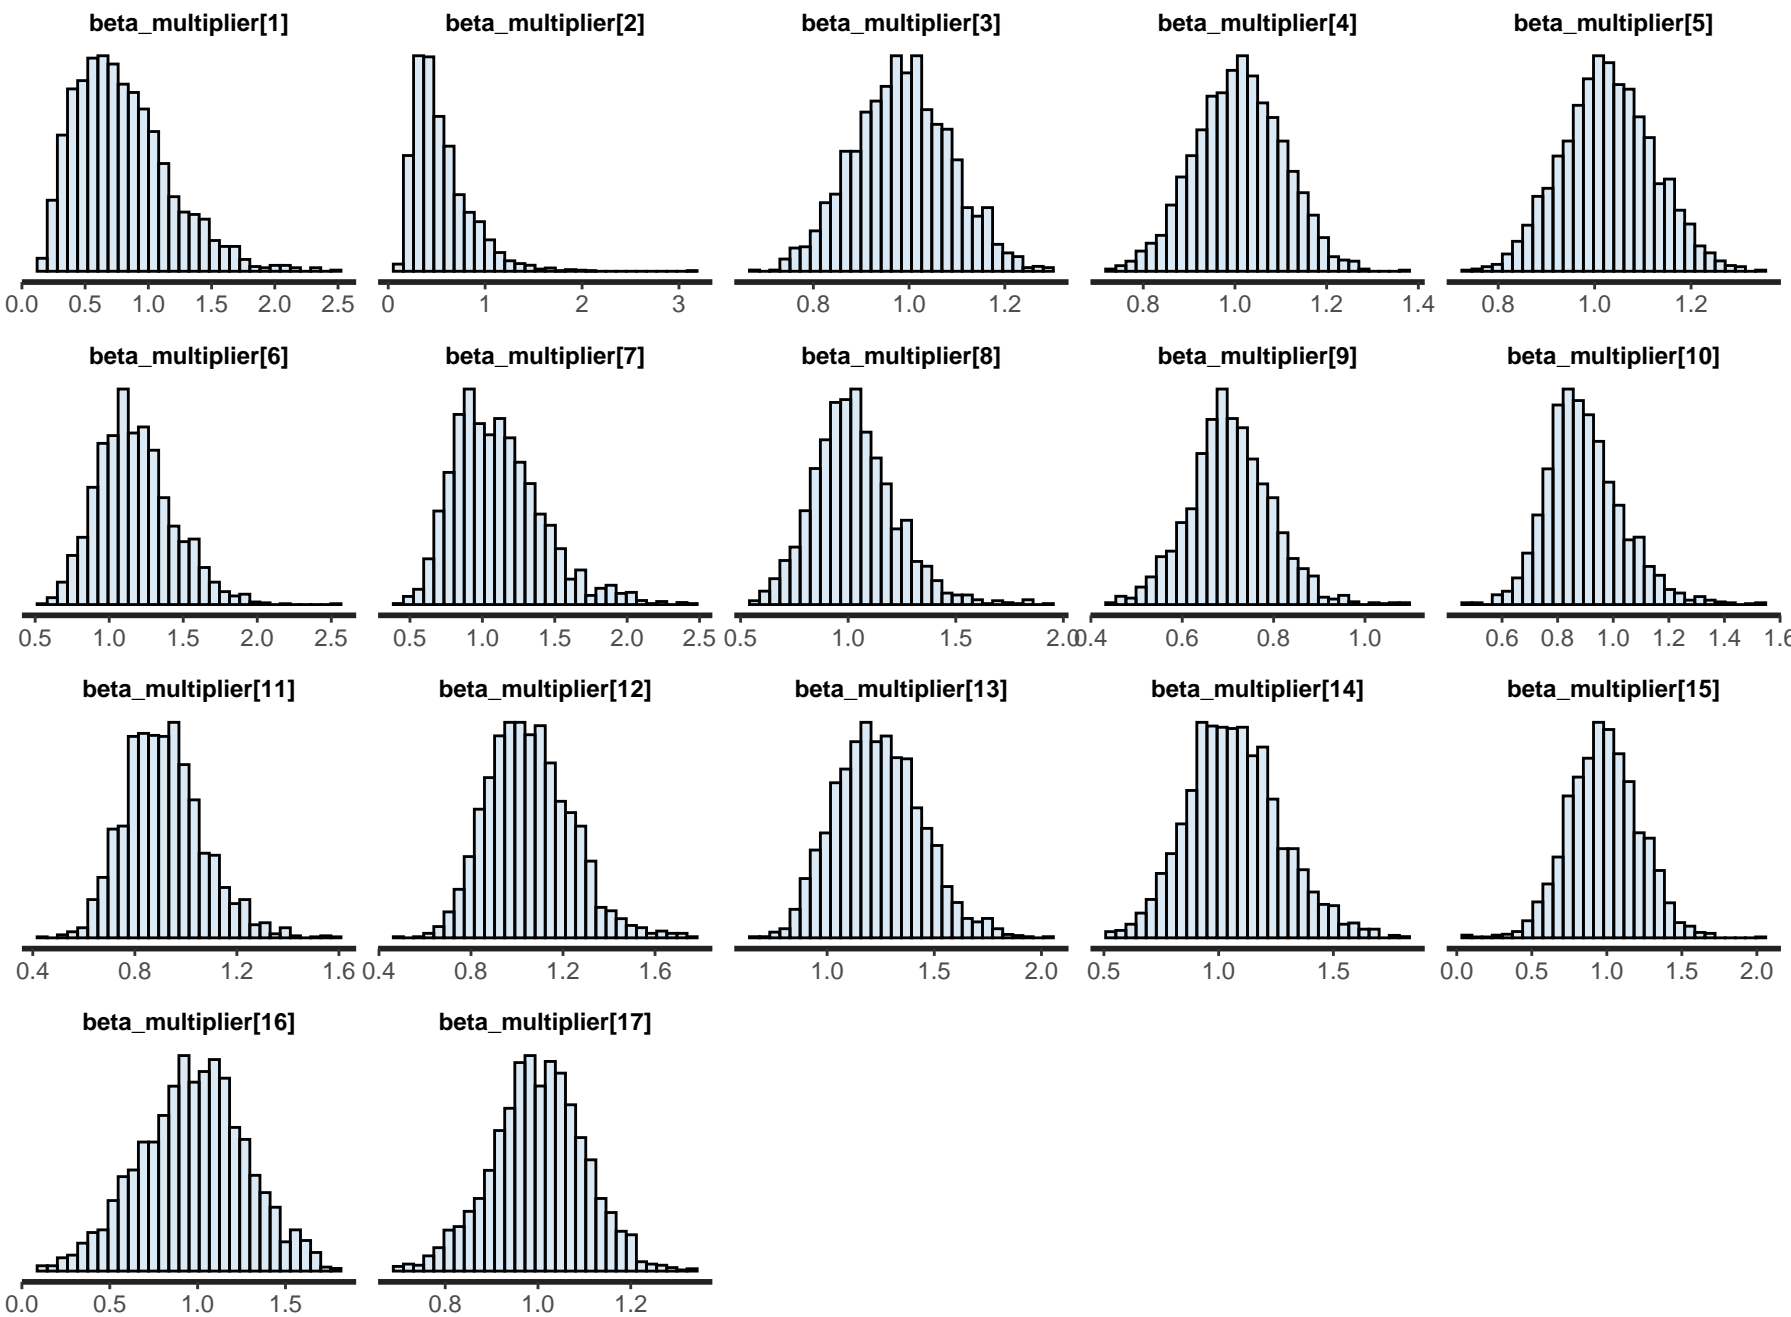 beta_multiplier[1] beta_multiplier[2] beta_multiplier[3] beta_multiplier[4] beta_multiplier[5]
0.0 0.5 1.0 1.5 2.0 2.5 0 1 2 3 0.8 1.0 1.2 0.8 1.0 1.2 1.4 0.8 1.0 1.2
beta_multiplier[6] beta_multiplier[7] beta_multiplier[8] beta_multiplier[9] beta_multiplier[10]
0.5 1.0 1.5 2.0 2.5 0.5 1.0 1.5 2.0 2.5 0.5 1.0 1.5 2.0 0.4 0.6 0.8 1.0 0.6 0.8 1.0 1.2 1.4 1.6
beta_multiplier[11] beta_multiplier[12] beta_multiplier[13] beta_multiplier[14] beta_multiplier[15]
0.4 0.8 1.2 1.6 0.4 0.8 1.2 1.6 1.0 1.5 2.0 0.5 1.0 1.5 0.0 0.5 1.0 1.5 2.0
beta_multiplier[16] beta_multiplier[17]
0.0 0.5 1.0 1.5 0.8 1.0 1.2